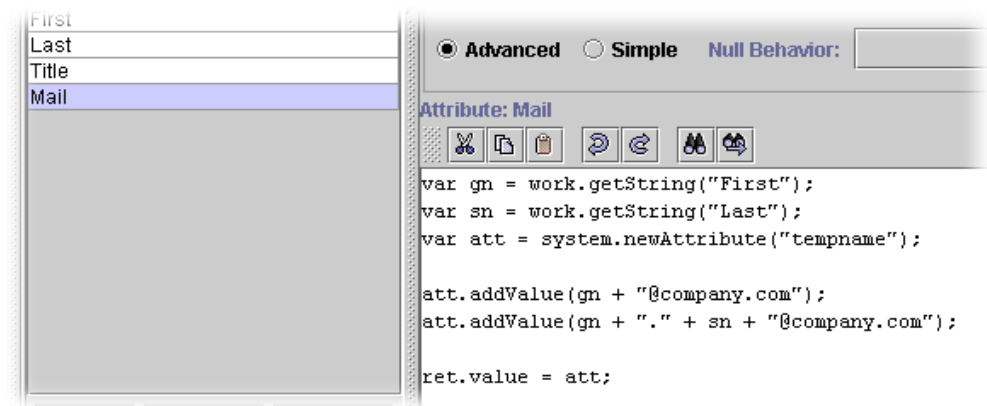 First
Last
Title
Mail
Advanced Simple Null Behavior:
Attribute: Mail
var gn = work.getString("First");
var sn = work.getString("Last");
var att = system.newAttribute("tempname");
att.addValue(gn + "@company.com");
att.addValue(gn + "." + sn + "@company.com");
ret.value = att;